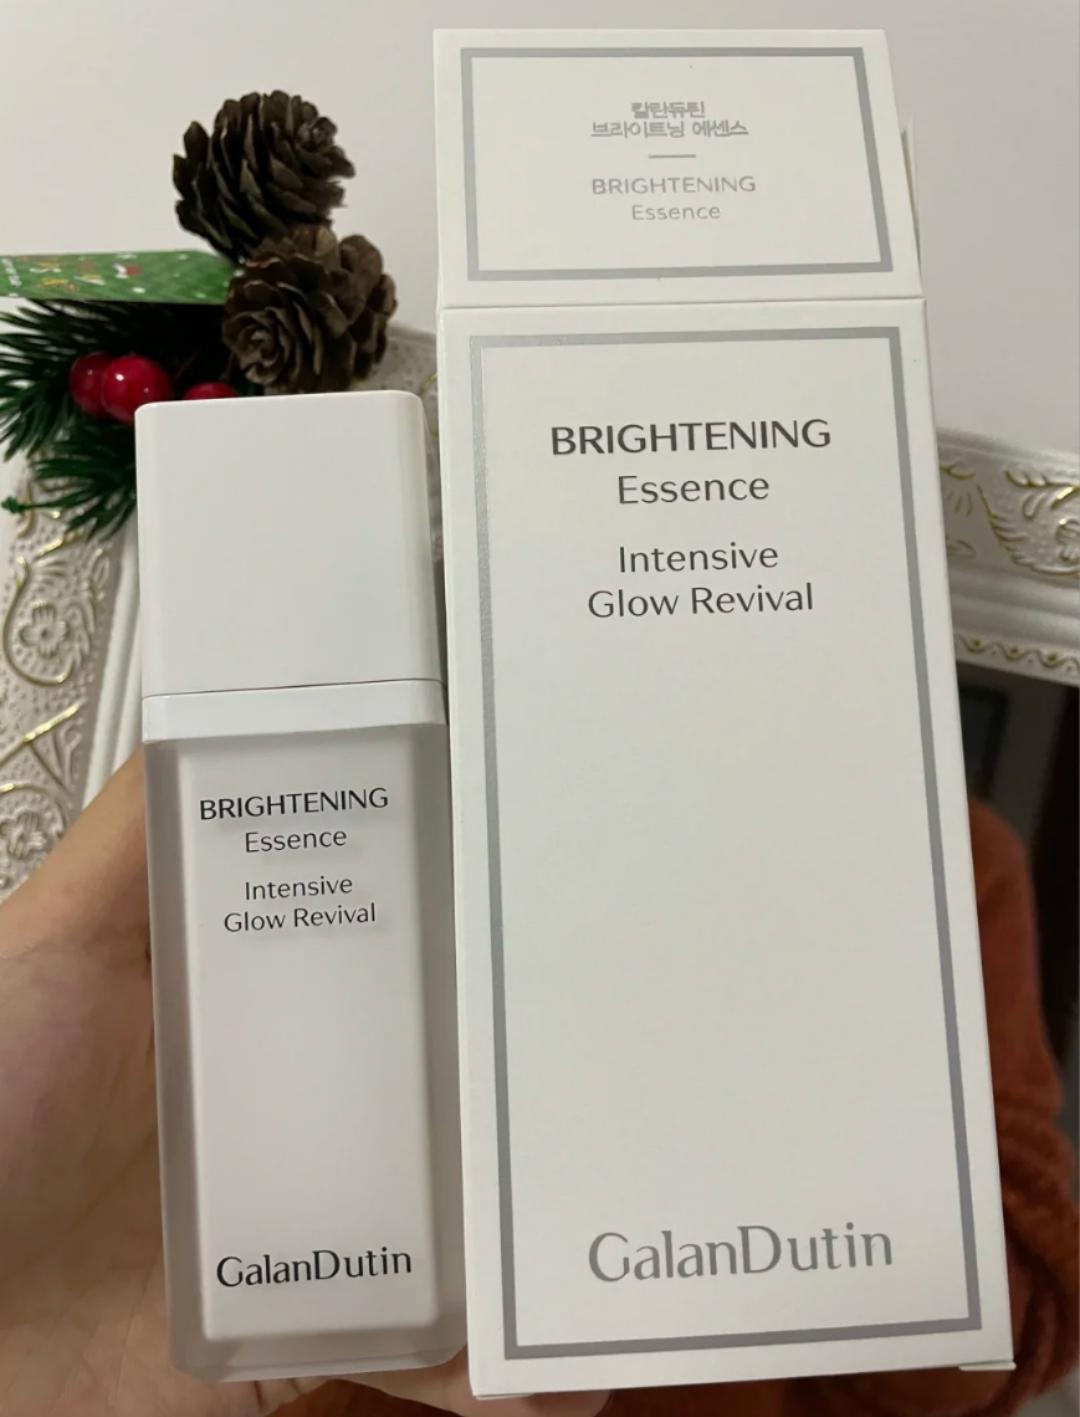 칼란듀틴
브라이트닝 에센스
BRIGHTENING
Essence
BRIGHTENING
Essence
Intensive
Glow Revival
GalanDutin
BRIGHTENING
Essence
Intensive
Glow Revival
GalanDutin